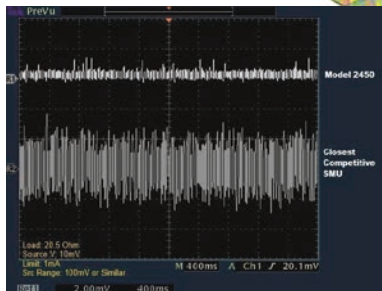 PreVu
Model 2450
Closest
Competitive
SMU
Load: 20.5 Ohm
Source V: 10mV
Limit: 1mA
Src Range: 100mV or Similar
M 400ms A Ch1 ∫ 20.1mV
2.00mV 400ms